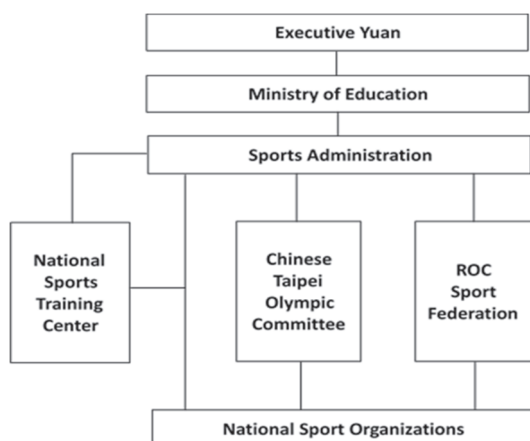 Executive Yuan
Ministry of Education
Sports Administration
National
Sports
Training
Center
Chinese
Taipei
Olympic
Committee
ROC
Sport
Federation
National Sport Organizations